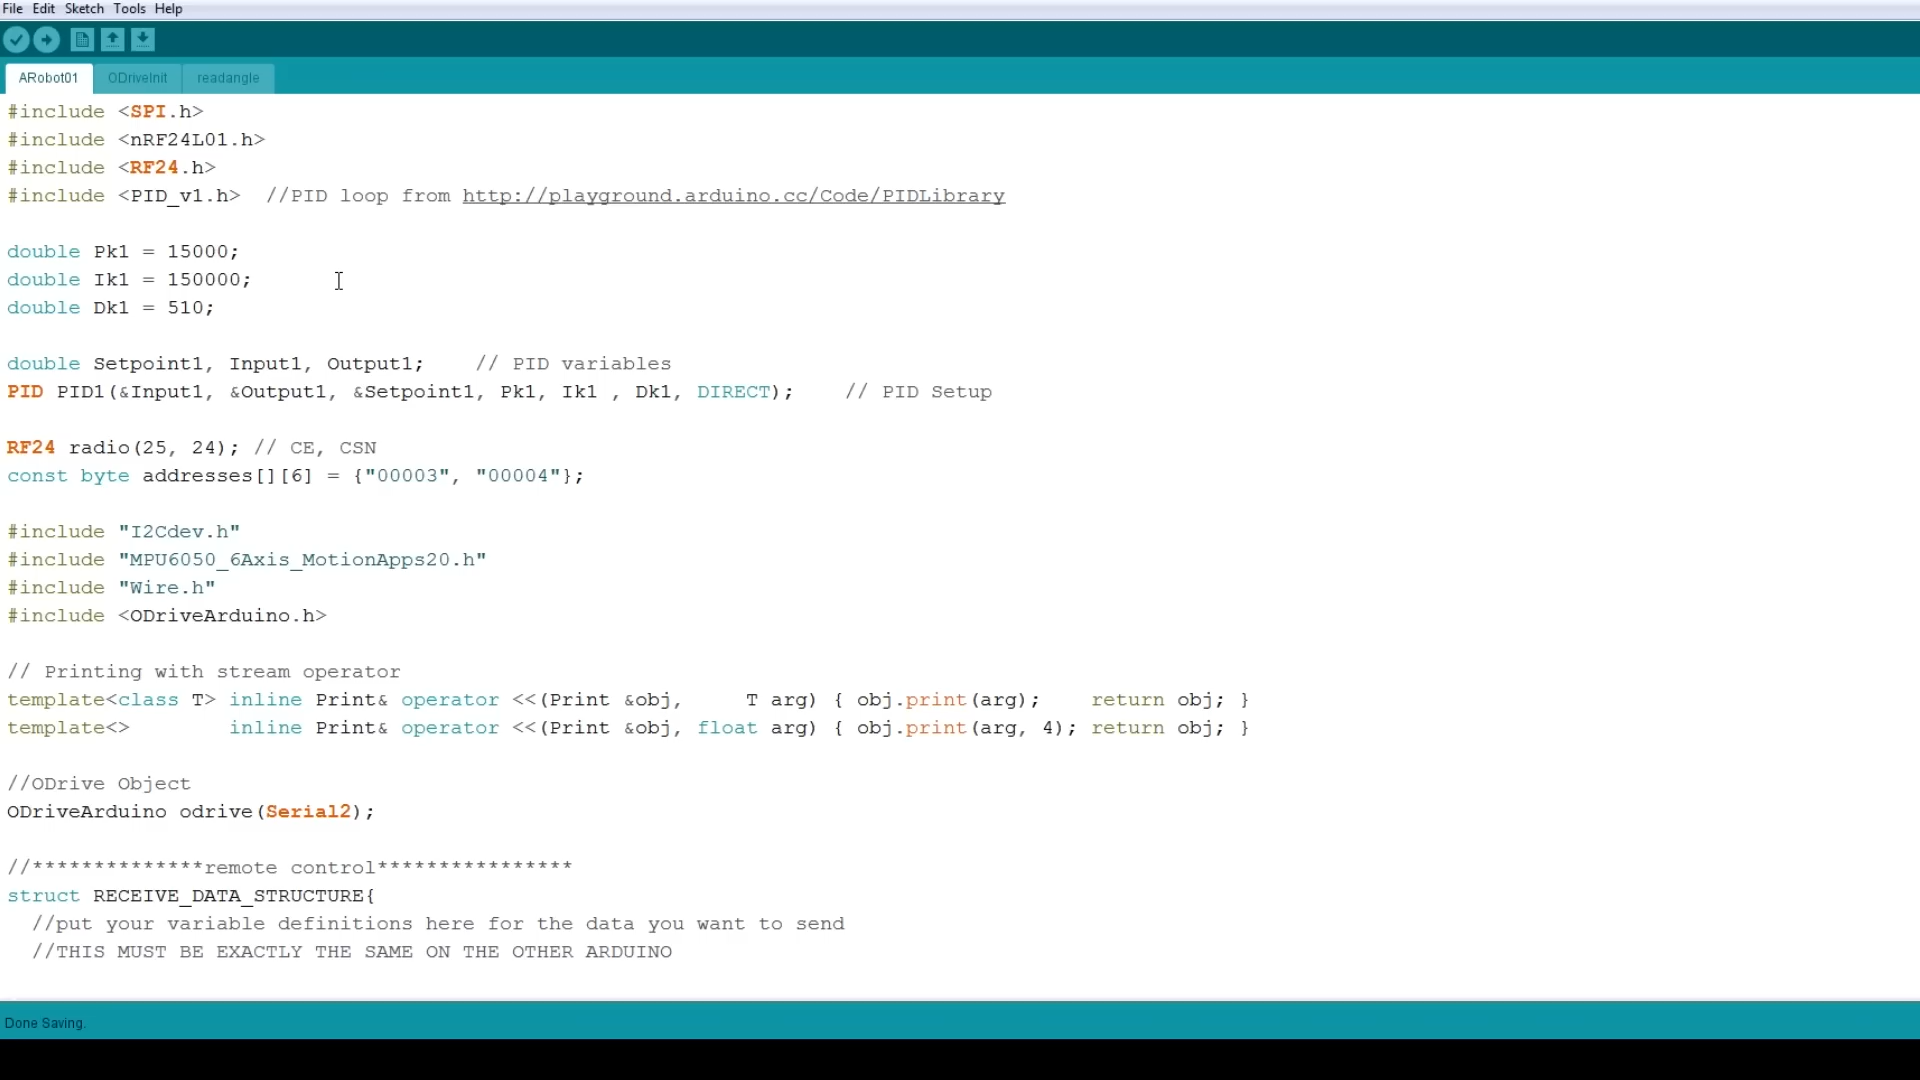 File Edit Sketch Tools Help
ARobot01 ODriveInit readangle
#include <SPI.h>
#include <nRF24L01.h>
#include <RF24.h>
#include <PID_v1.h>  //PID loop from http://playground.arduino.cc/Code/PIDLibrary
double Pk1 = 15000;
double Ik1 = 150000;
double Dk1 = 510;
double Setpoint1, Input1, Output1;    // PID variables
PID PID1(&Input1, &Output1, &Setpoint1, Pk1, Ik1 , Dk1, DIRECT);    // PID Setup
RF24 radio(25, 24); // CE, CSN
const byte addresses[][6] = {"00003", "00004"};
#include "I2Cdev.h"
#include "MPU6050_6Axis_MotionApps20.h"
#include "Wire.h"
#include <ODriveArduino.h>
// Printing with stream operator
template<class T> inline Print& operator <<(Print &obj,     T arg) { obj.print(arg);    return obj; }
template<>        inline Print& operator <<(Print &obj, float arg) { obj.print(arg, 4); return obj; }
//ODrive Object
ODriveArduino odrive(Serial2);
//**************remote control****************
struct RECEIVE_DATA_STRUCTURE{
  //put your variable definitions here for the data you want to send
  //THIS MUST BE EXACTLY THE SAME ON THE OTHER ARDUINO
Done Saving.